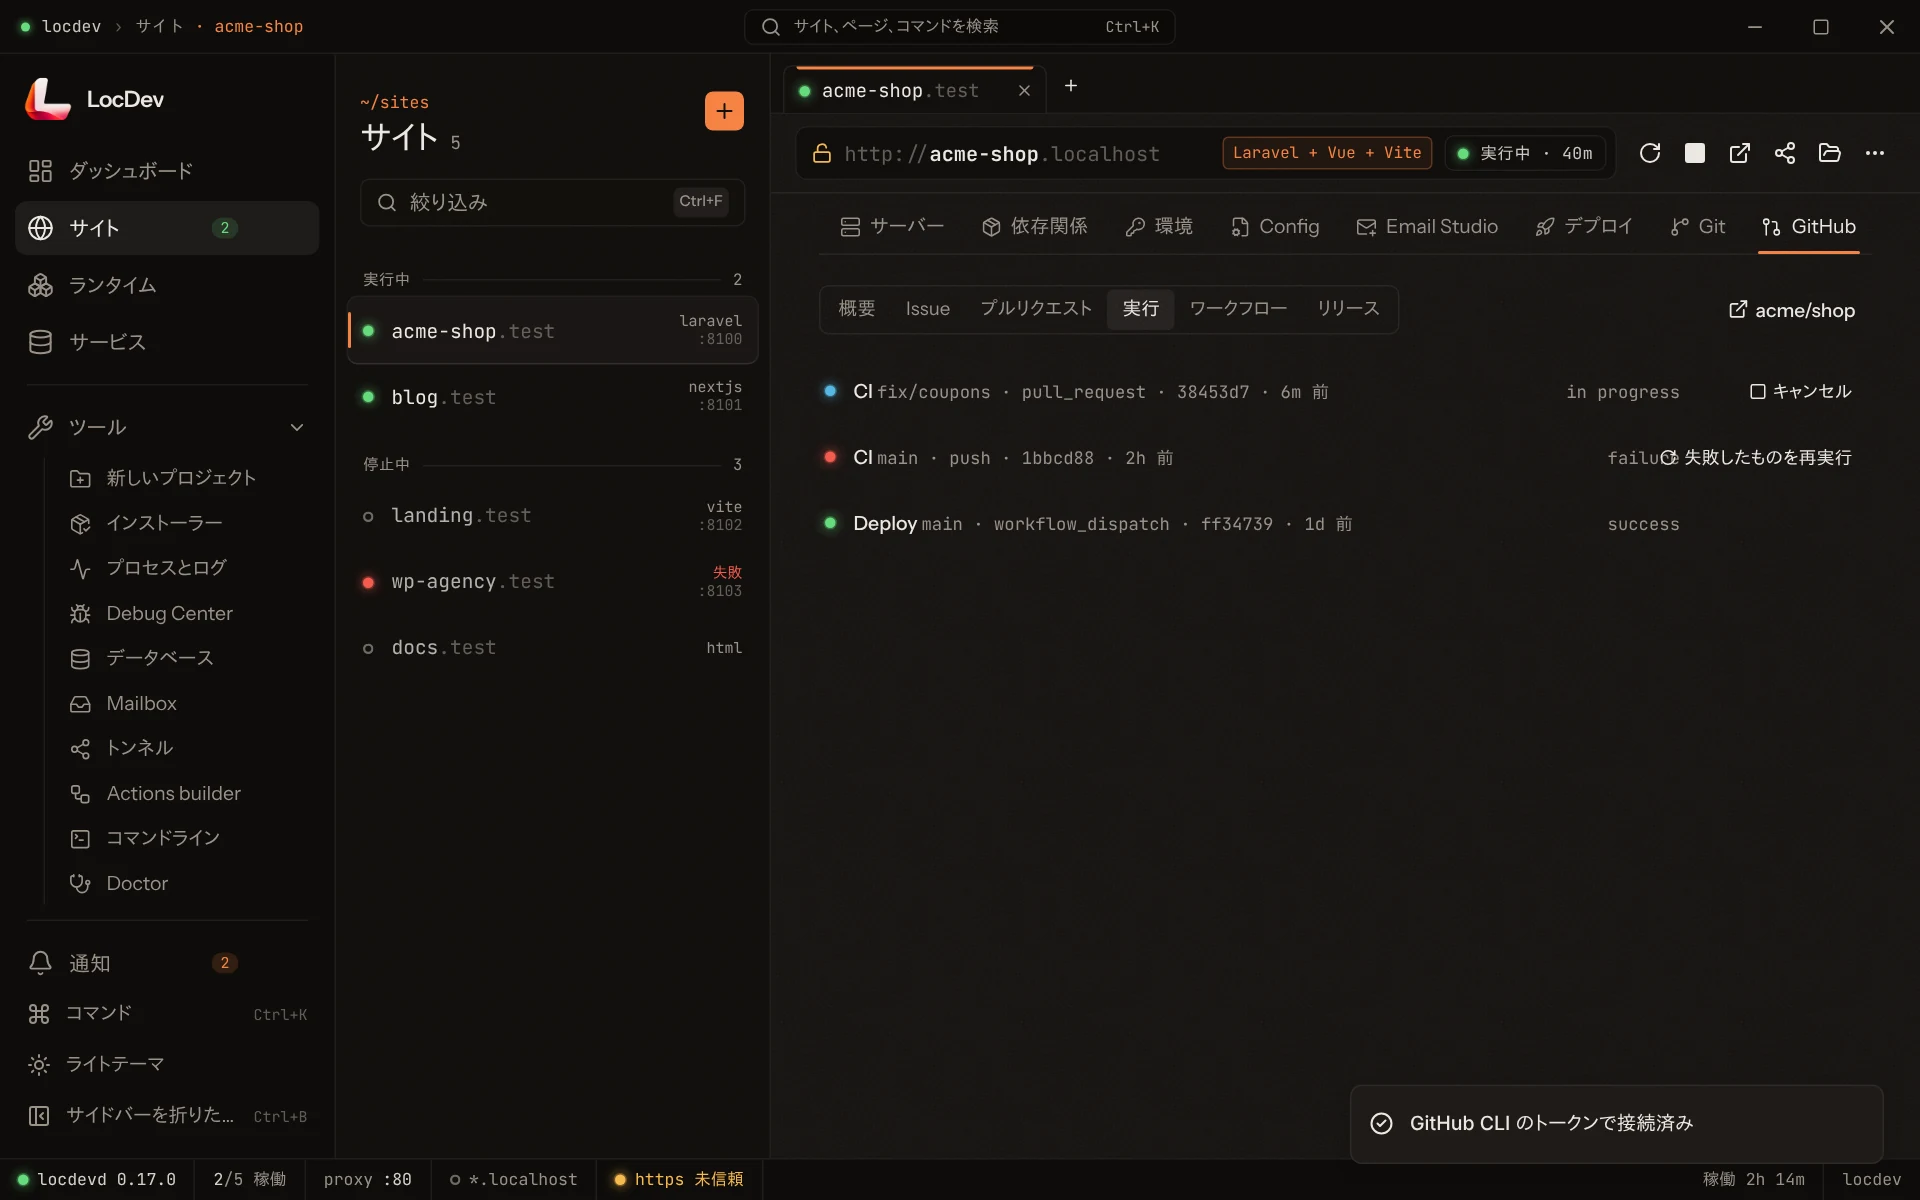 locdev › サイト · acme-shop
サイト、ページ、コマンドを検索 Ctrl+K
LocDev
ダッシュボード
サイト 2
ランタイム
サービス
ツール
新しいプロジェクト
インストーラー
プロセスとログ
Debug Center
データベース
Mailbox
トンネル
Actions builder
コマンドライン
Doctor
通知 2
コマンド Ctrl+K
ライトテーマ
サイドバーを折りた… Ctrl+B
~/sites
サイト 5
絞り込み Ctrl+F
実行中 2
acme-shop.test laravel :8100
blog.test nextjs :8101
停止中 3
landing.test vite :8102
wp-agency.test 失敗 :8103
docs.test html
acme-shop.test
http://acme-shop.localhost Laravel + Vue + Vite 実行中 · 40m
サーバー 依存関係 環境 Config Email Studio デプロイ Git GitHub
概要 Issue プルリクエスト 実行 ワークフロー リリース acme/shop
CI fix/coupons · pull_request · 38453d7 · 6m 前 in progress キャンセル
CI main · push · 1bbcd88 · 2h 前 failure 失敗したものを再実行
Deploy main · workflow_dispatch · ff34739 · 1d 前 success
GitHub CLI のトークンで接続済み
locdevd 0.17.0 2/5 稼働 proxy :80 *.localhost https 未信頼 稼働 2h 14m locdev